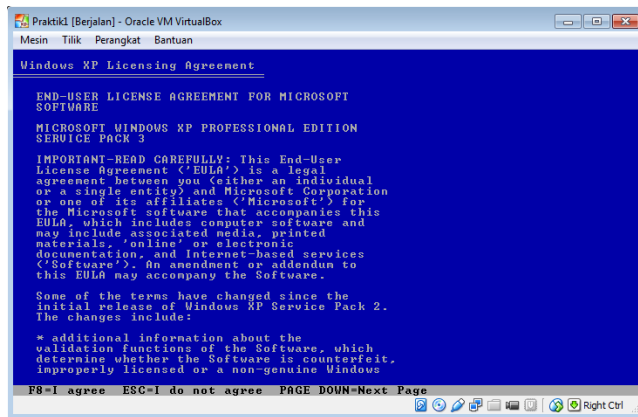 Praktik1 [Berjalan] - Oracle VM VirtualBox
Mesin Tilik Perangkat Bantuan
Windows XP Licensing Agreement
END-USER LICENSE AGREEMENT FOR MICROSOFT
SOFTWARE
MICROSOFT WINDOWS XP PROFESSIONAL EDITION
SERVICE PACK 3
IMPORTANT-READ CAREFULLY: This End-User
License Agreement ('EULA') is a legal
agreement between you (either an individual
or a single entity) and Microsoft Corporation
or one of its affiliates ('Microsoft') for
the Microsoft software that accompanies this
EULA, which includes computer software and
may include associated media, printed
materials, 'online' or electronic
documentation, and Internet-based services
('Software'). An amendment or addendum to
this EULA may accompany the Software.
Some of the terms have changed since the
initial release of Windows XP Service Pack 2.
The changes include:
* additional information about the
validation functions of the Software, which
determine whether the Software is counterfeit,
improperly licensed or a non-genuine Windows
F8=I agree ESC=I do not agree PAGE DOWN=Next Page
Right Ctrl